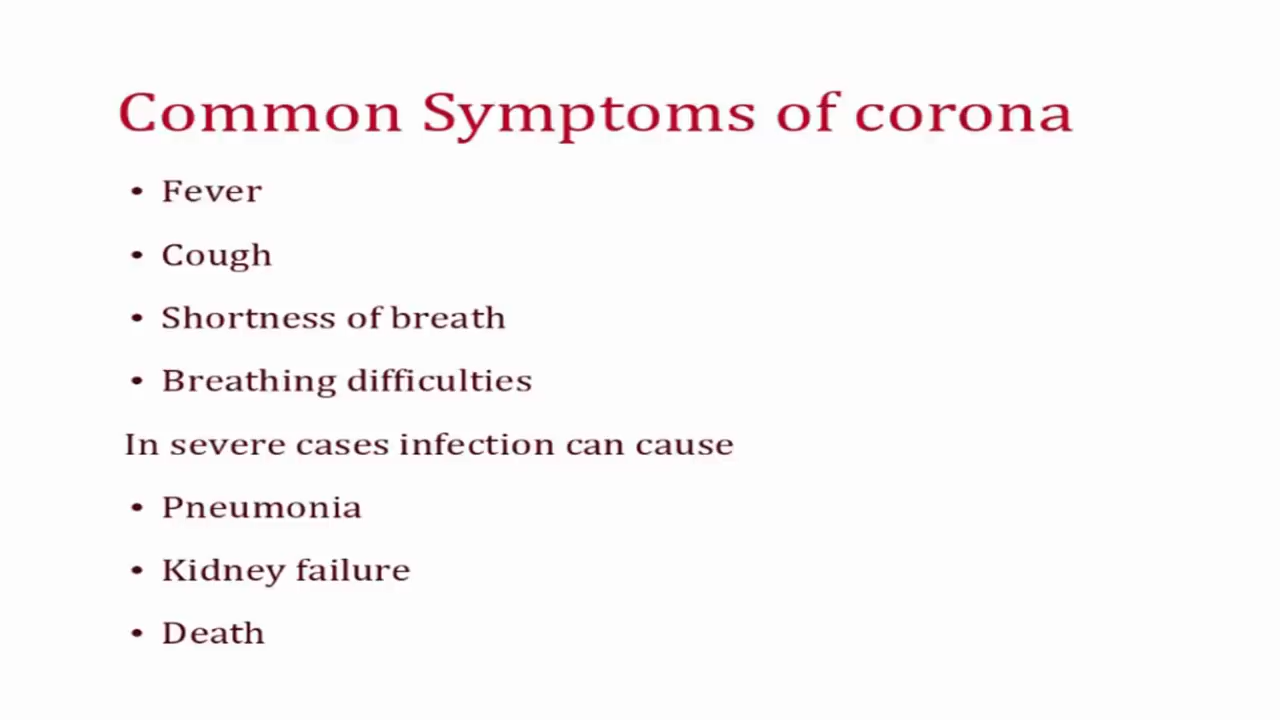 Common Symptoms of corona
• Fever
• Cough
• Shortness of breath
• Breathing difficulties
In severe cases infection can cause
• Pneumonia
• Kidney failure
• Death